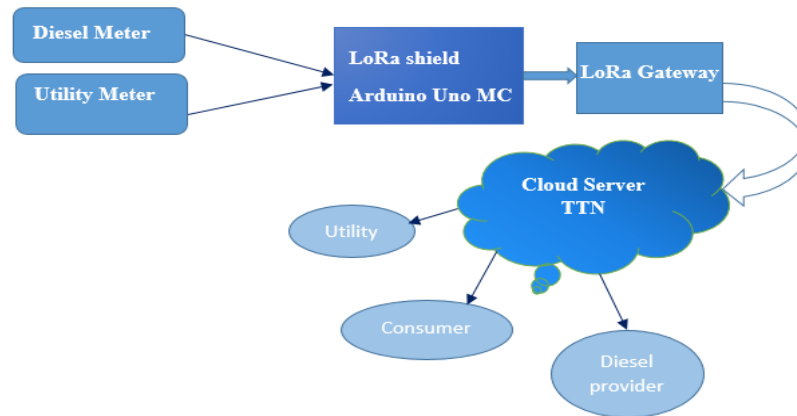 Diesel Meter
Utility Meter
LoRa shield
Arduino Uno MC
LoRa Gateway
Cloud Server
TTN
Utility
Consumer
Diesel
provider